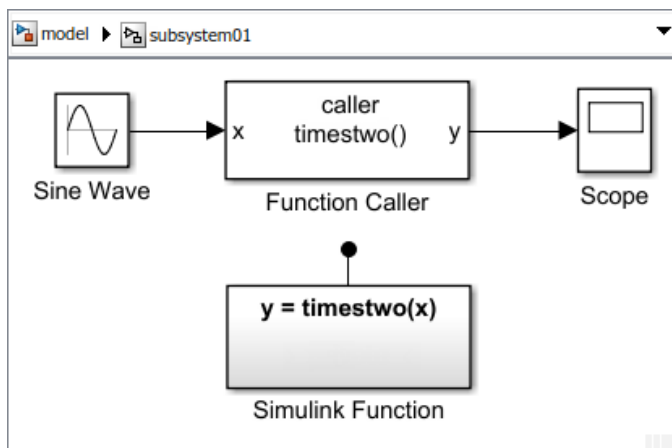 model subsystem01
caller
x timestwo() y
Sine Wave
Function Caller
Scope
y = timestwo(x)
Simulink Function